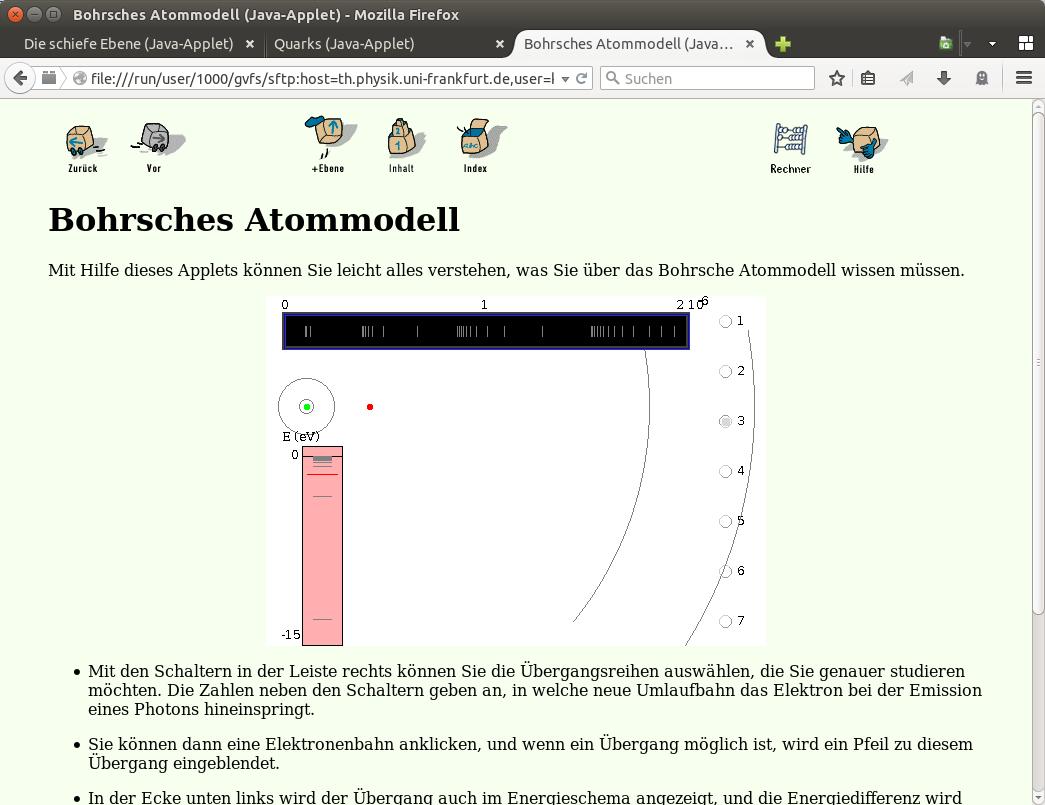 Bohrsches Atommodell (Java-Applet) - Mozilla Firefox
Die schiefe Ebene (Java-Applet) × Quarks (Java-Applet) × Bohrsches Atommodell (Java... ×
file:///run/user/1000/gvfs/sftp:host=th.physik.uni-frankfurt.de,user=l Suchen
Zurück Vor +Ebene Inhalt Index Rechner Hilfe
Bohrsches Atommodell
Mit Hilfe dieses Applets können Sie leicht alles verstehen, was Sie über das Bohrsche Atommodell wissen müssen.
0 1 2 10⁻⁶
1
2
3
E (eV)
0
4
5
6
7
-15
• Mit den Schaltern in der Leiste rechts können Sie die Übergangsreihen auswählen, die Sie genauer studieren
möchten. Die Zahlen neben den Schaltern geben an, in welche neue Umlaufbahn das Elektron bei der Emission
eines Photons hineinspringt.
• Sie können dann eine Elektronenbahn anklicken, und wenn ein Übergang möglich ist, wird ein Pfeil zu diesem
Übergang eingeblendet.
• In der Ecke unten links wird der Übergang auch im Energieschema angezeigt, und die Energiedifferenz wird